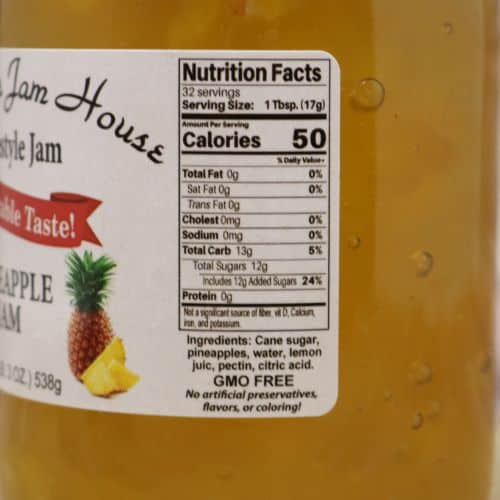 Jam House
style Jam
Taste!
EAPPLE
AM
3 OZ.) 538g
Nutrition Facts
32 servings
Serving Size: 1 Tbsp. (17g)
Amount Per Serving
Calories 50
% Daily Value*
Total Fat 0g 0%
Sat Fat 0g 0%
Trans Fat 0g
Cholest 0mg 0%
Sodium 0mg 0%
Total Carb 13g 5%
Total Sugars 12g
Includes 12g Added Sugars 24%
Protein 0g
Not a significant source of fiber, vit D, Calcium,
iron, and potassium.
Ingredients: Cane sugar,
pineapples, water, lemon
juic, pectin, citric acid.
GMO FREE
No artificial preservatives,
flavors, or coloring!